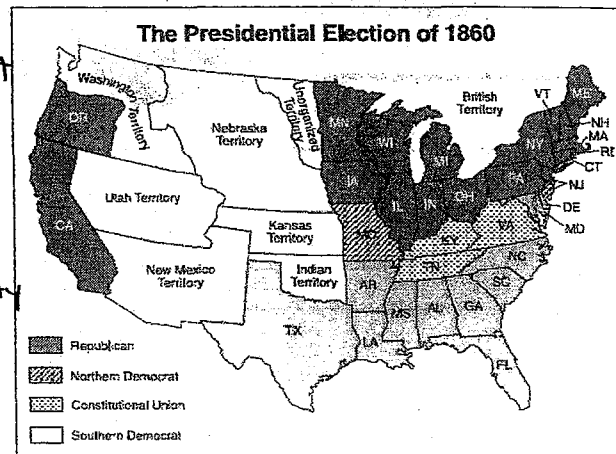 The Presidential Election of 1860
Washington
Territory
OR
CA
Nebraska
Territory
Unorganized
Territory
Utah Territory
Kansas
Territory
New Mexico
Territory
Indian
Territory
British
Territory
MN
WI
MI
IA
IL
IN
OH
MO
KY
TN
AR
MS
AL
GA
LA
TX
FL
SC
NC
VA
PA
NY
VT
ME
NH
MA
RI
CT
NJ
DE
MD
Republican
Northern Democrat
Constitutional Union
Southern Democrat